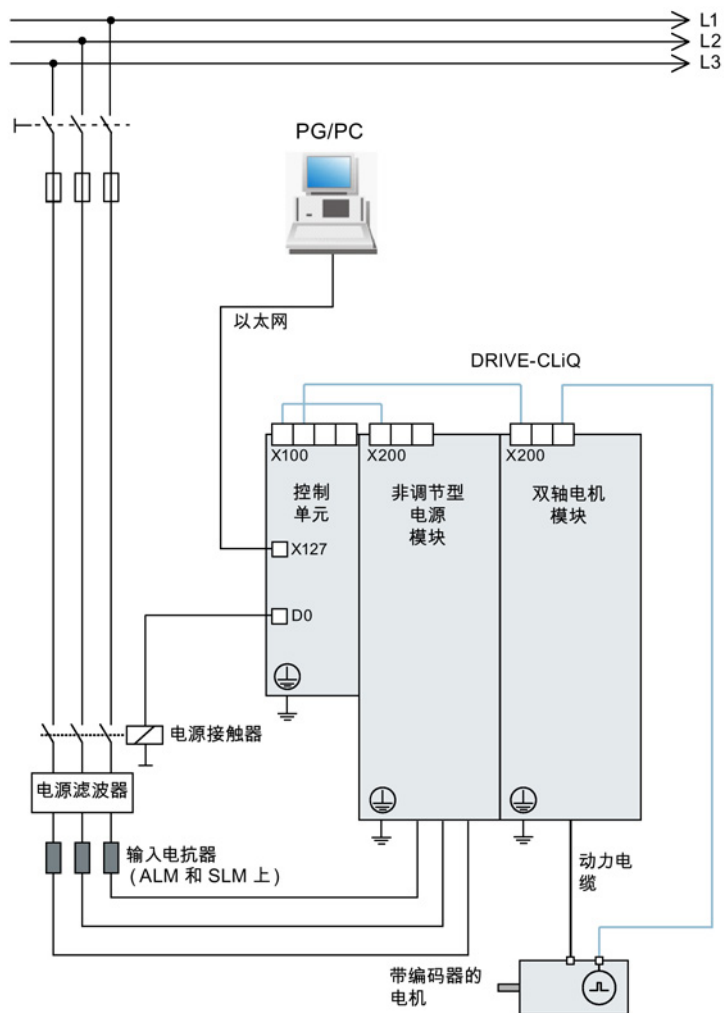 L1
L2
L3
PG/PC
以太网
DRIVE-CLiQ
X100
X200
X200
控制
单元
非调节型
电源
模块
双轴电机
模块
X127
D0
电源接触器
电源滤波器
输入电抗器
(ALM 和 SLM 上)
动力电
缆
带编码器的
电机